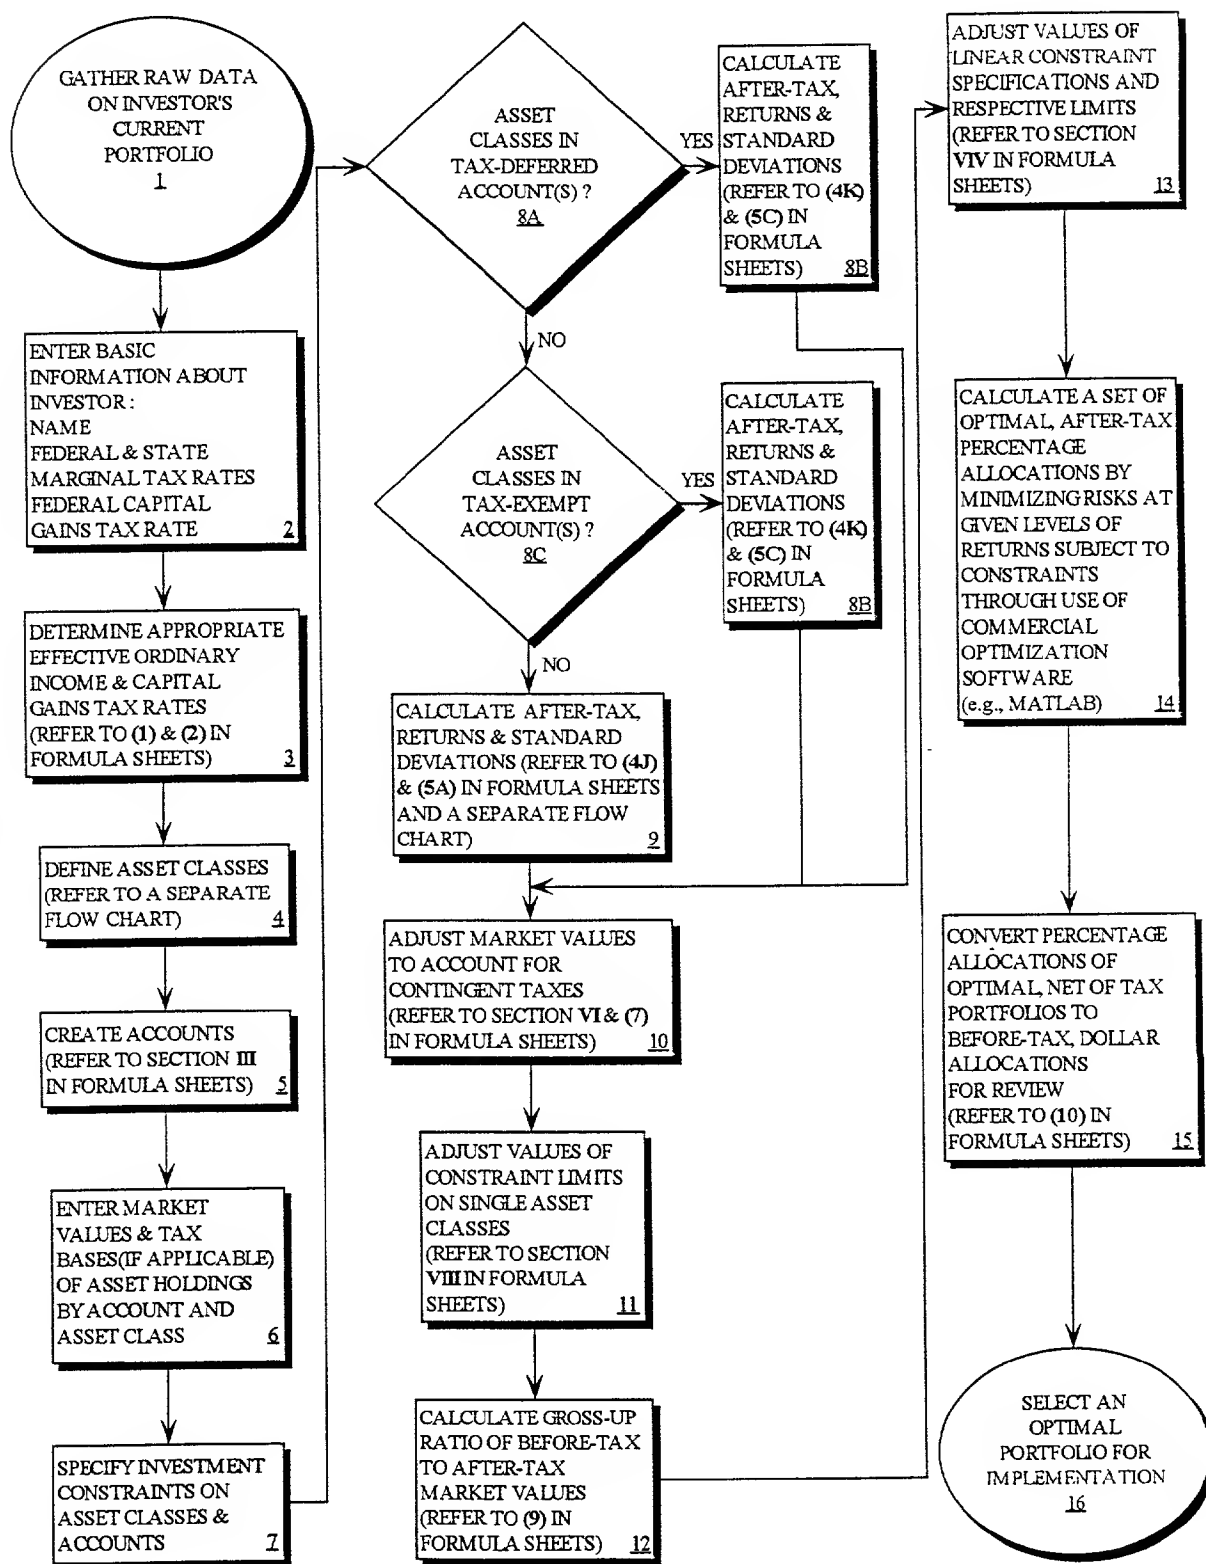 GATHER RAW DATA
ON INVESTOR'S
CURRENT
PORTFOLIO
1
ENTER BASIC
INFORMATION ABOUT
INVESTOR :
NAME
FEDERAL & STATE
MARGINAL TAX RATES
FEDERAL CAPITAL
GAINS TAX RATE
2
DETERMINE APPROPRIATE
EFFECTIVE ORDINARY
INCOME & CAPITAL
GAINS TAX RATES
(REFER TO (1) & (2) IN
FORMULA SHEETS)
3
DEFINE ASSET CLASSES
(REFER TO A SEPARATE
FLOW CHART)
4
CREATE ACCOUNTS
(REFER TO SECTION III
IN FORMULA SHEETS)
5
ENTER MARKET
VALUES & TAX
BASES(IF APPLICABLE)
OF ASSET HOLDINGS
BY ACCOUNT AND
ASSET CLASS
6
SPECIFY INVESTMENT
CONSTRAINTS ON
ASSET CLASSES &
ACCOUNTS
7
ASSET
CLASSES IN
TAX-DEFERRED
ACCOUNT(S) ?
8A
YES
CALCULATE
AFTER-TAX,
RETURNS &
STANDARD
DEVIATIONS
(REFER TO (4K)
& (5C) IN
FORMULA
SHEETS)
8B
NO
ASSET
CLASSES IN
TAX-EXEMPT
ACCOUNT(S) ?
8C
YES
CALCULATE
AFTER-TAX,
RETURNS &
STANDARD
DEVIATIONS
(REFER TO (4K)
& (5C) IN
FORMULA
SHEETS)
8B
NO
CALCULATE AFTER-TAX,
RETURNS & STANDARD
DEVIATIONS (REFER TO (4J)
& (5A) IN FORMULA SHEETS
AND A SEPARATE FLOW
CHART)
9
ADJUST MARKET VALUES
TO ACCOUNT FOR
CONTINGENT TAXES
(REFER TO SECTION VI & (7)
IN FORMULA SHEETS)
10
ADJUST VALUES OF
CONSTRAINT LIMITS
ON SINGLE ASSET
CLASSES
(REFER TO SECTION
VIII IN FORMULA
SHEETS)
11
CALCULATE GROSS-UP
RATIO OF BEFORE-TAX
TO AFTER-TAX
MARKET VALUES
(REFER TO (9) IN
FORMULA SHEETS)
12
ADJUST VALUES OF
LINEAR CONSTRAINT
SPECIFICATIONS AND
RESPECTIVE LIMITS
(REFER TO SECTION
VIV IN FORMULA
SHEETS)
13
CALCULATE A SET OF
OPTIMAL, AFTER-TAX
PERCENTAGE
ALLOCATIONS BY
MINIMIZING RISKS AT
GIVEN LEVELS OF
RETURNS SUBJECT TO
CONSTRAINTS
THROUGH USE OF
COMMERCIAL
OPTIMIZATION
SOFTWARE
(e.g., MATLAB)
14
CONVERT PERCENTAGE
ALLOCATIONS OF
OPTIMAL, NET OF TAX
PORTFOLIOS TO
BEFORE-TAX, DOLLAR
ALLOCATIONS
FOR REVIEW
(REFER TO (10) IN
FORMULA SHEETS)
15
SELECT AN
OPTIMAL
PORTFOLIO FOR
IMPLEMENTATION
16